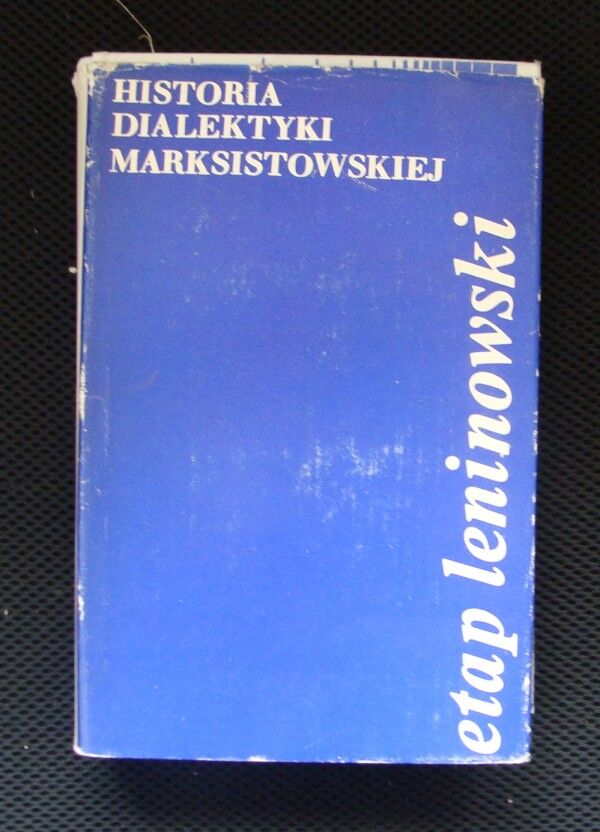 HISTORIA
DIALEKTYKI
MARKSISTOWSKIEJ
etap leninowski